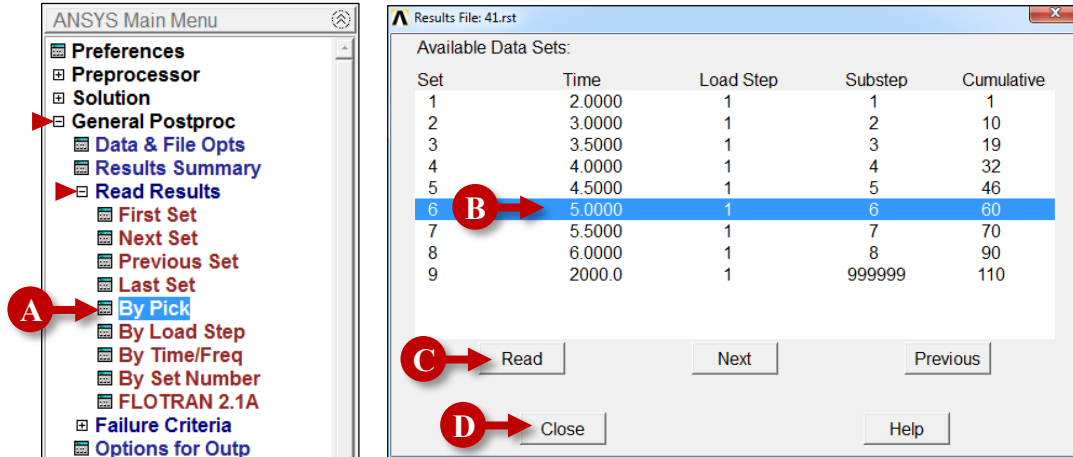 ANSYS Main Menu
Preferences
Preprocessor
Solution
General Postproc
Data & File Opts
Results Summary
Read Results
First Set
Next Set
Previous Set
Last Set
A
By Pick
By Load Step
By Time/Freq
By Set Number
FLOTRAN 2.1A
Failure Criteria
Options for Outp
Results File: 41.rst
Available Data Sets:
Set Time Load Step Substep Cumulative
1 2.0000 1 1 1
2 3.0000 1 2 10
3 3.5000 1 3 19
4 4.0000 1 4 32
5 4.5000 1 5 46
6 B 5.0000 1 6 60
7 5.5000 1 7 70
8 6.0000 1 8 90
9 2000.0 1 999999 110
C Read Next Previous
D Close Help